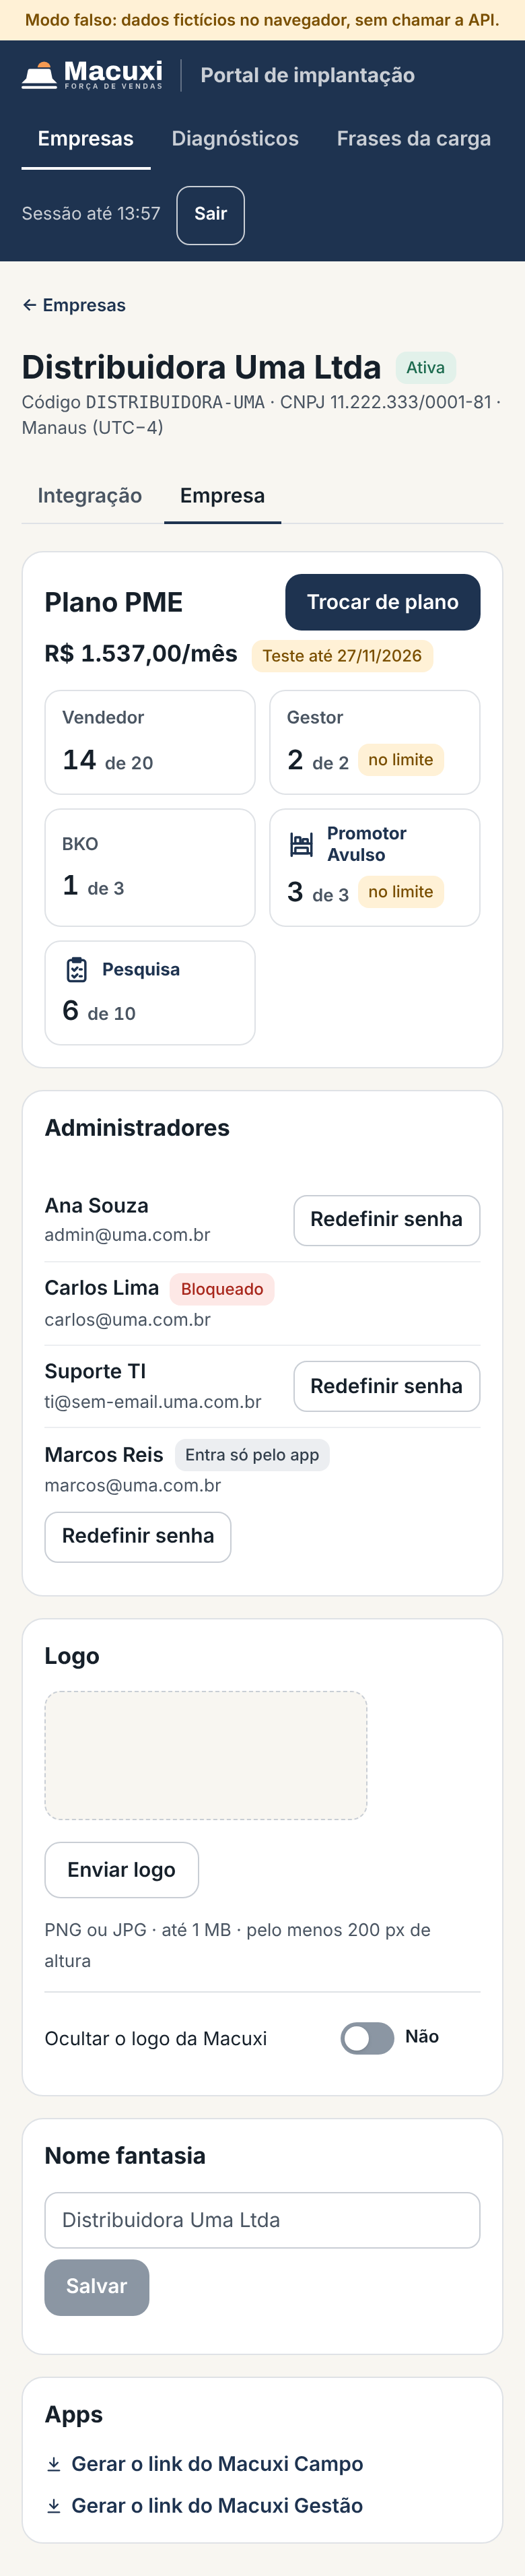 Modo falso: dados fictícios no navegador, sem chamar a API.
Macuxi
FORÇA DE VENDAS
Portal de implantação
Empresas
Diagnósticos
Frases da carga
Sessão até 13:57
Sair
← Empresas
Distribuidora Uma Ltda
Ativa
Código DISTRIBUIDORA-UMA · CNPJ 11.222.333/0001-81 ·
Manaus (UTC−4)
Integração
Empresa
Plano PME
Trocar de plano
R$ 1.537,00/mês
Teste até 27/11/2026
Vendedor
14 de 20
Gestor
2 de 2 no limite
BKO
1 de 3
Promotor
Avulso
3 de 3 no limite
Pesquisa
6 de 10
Administradores
Ana Souza
admin@uma.com.br
Redefinir senha
Carlos Lima
Bloqueado
carlos@uma.com.br
Suporte TI
ti@sem-email.uma.com.br
Redefinir senha
Marcos Reis
Entra só pelo app
marcos@uma.com.br
Redefinir senha
Logo
Enviar logo
PNG ou JPG · até 1 MB · pelo menos 200 px de
altura
Ocultar o logo da Macuxi
Não
Nome fantasia
Distribuidora Uma Ltda
Salvar
Apps
Gerar o link do Macuxi Campo
Gerar o link do Macuxi Gestão